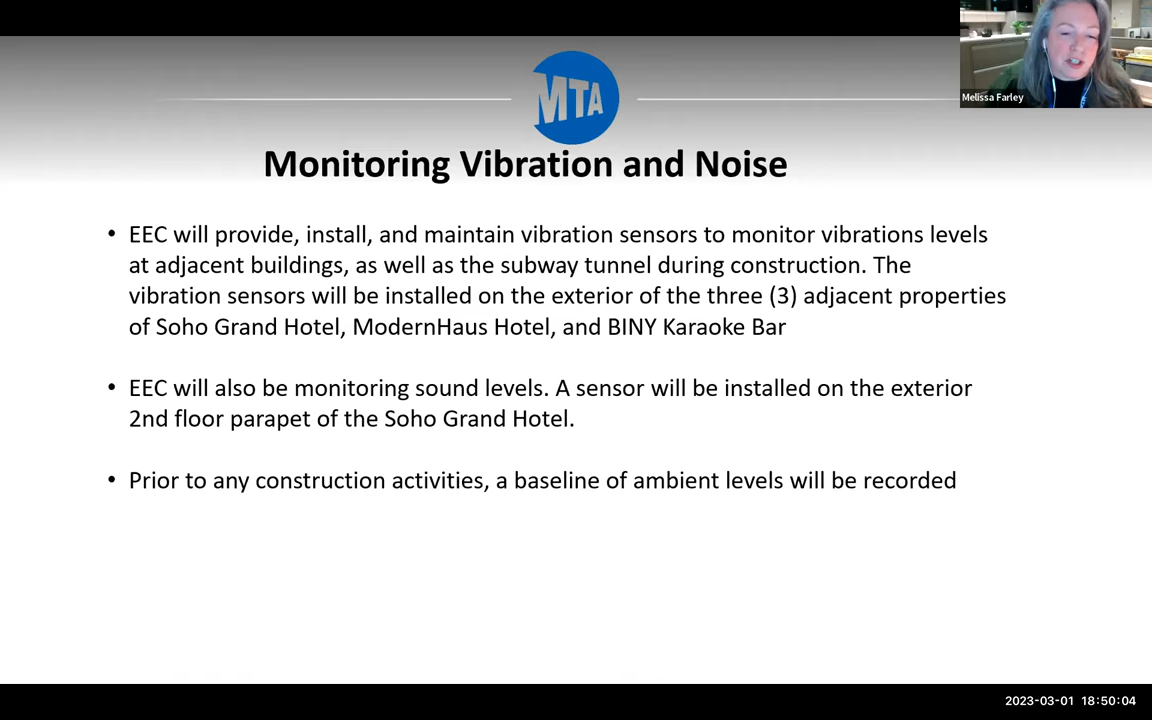 MTA
Melissa Farley
Monitoring Vibration and Noise
• EEC will provide, install, and maintain vibration sensors to monitor vibrations levels
at adjacent buildings, as well as the subway tunnel during construction. The
vibration sensors will be installed on the exterior of the three (3) adjacent properties
of Soho Grand Hotel, ModernHaus Hotel, and BINY Karaoke Bar
• EEC will also be monitoring sound levels. A sensor will be installed on the exterior
2nd floor parapet of the Soho Grand Hotel.
• Prior to any construction activities, a baseline of ambient levels will be recorded
2023-03-01 18:50:04